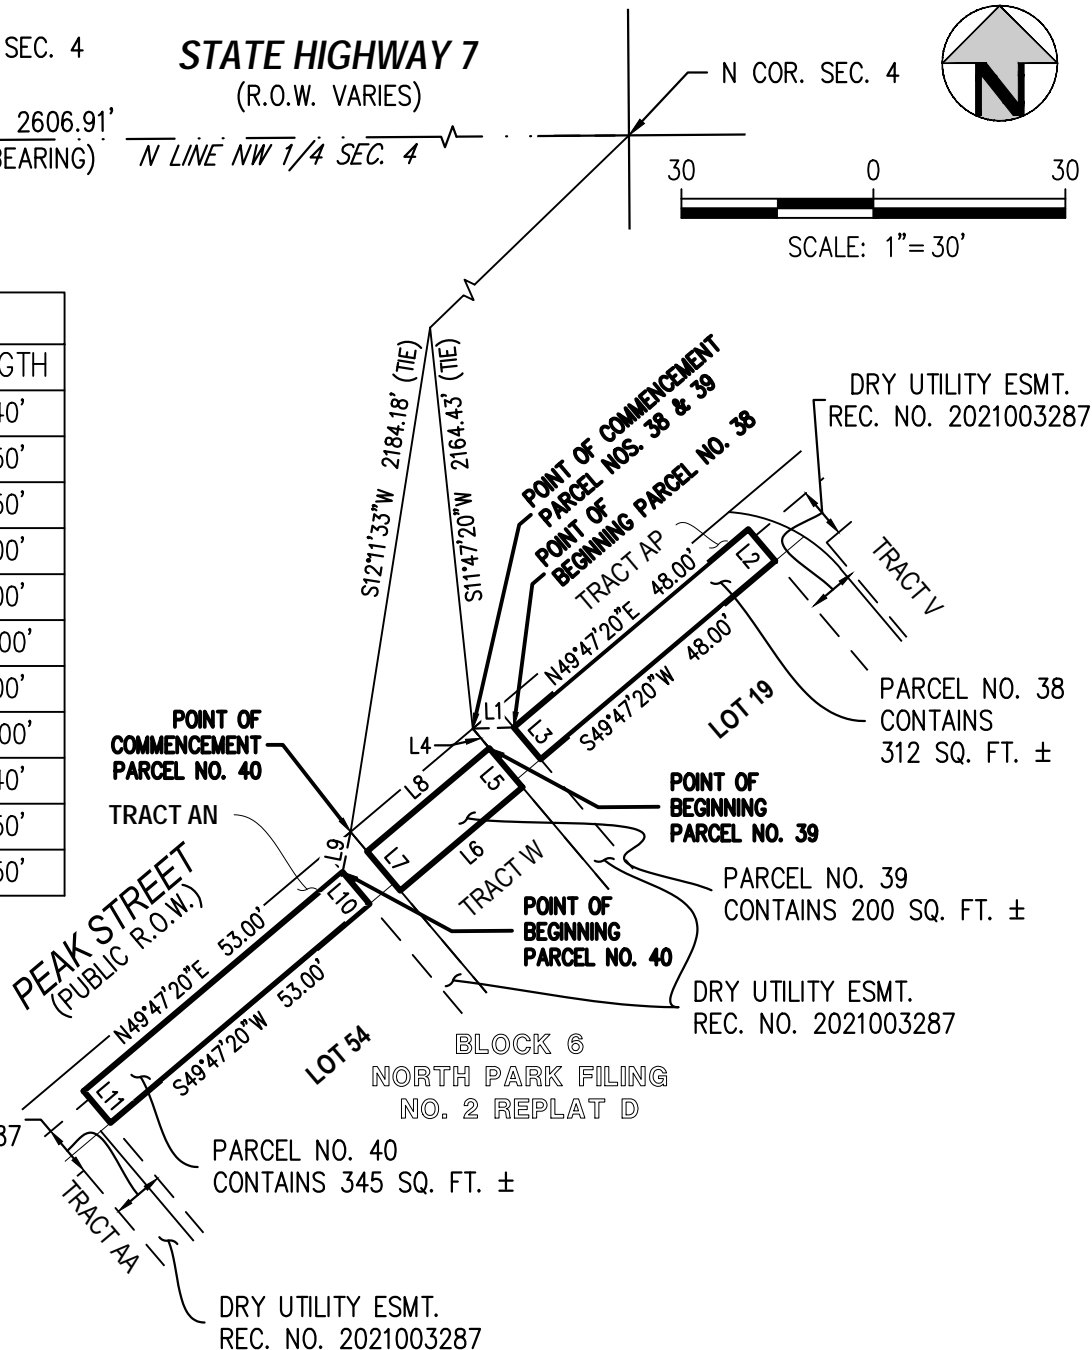 SEC. 4
STATE HIGHWAY 7
(R.O.W. VARIES)
N COR. SEC. 4
N
2606.91'
BEARING)
N LINE NW 1/4 SEC. 4
30 0 30
SCALE: 1"=30'
GTH
40'
60'
50'
00'
00'
00'
00'
00'
40'
50'
50'
S12°11'33"W 2184.18' (TIE)
S11°47'20"W 2164.43' (TIE)
POINT OF COMMENCEMENT
PARCEL NOS. 38 & 39
POINT OF
BEGINNING PARCEL NO. 38
DRY UTILITY ESMT.
REC. NO. 2021003287
TRACT AP
TRACT V
N49°47'20"E 48.00'
L2
S49°47'20"W 48.00'
L3
L1
LOT 19
PARCEL NO. 38
CONTAINS
312 SQ. FT. ±
POINT OF
COMMENCEMENT
PARCEL NO. 40
L4
L8
L5
L6
L7
POINT OF
BEGINNING
PARCEL NO. 39
TRACT AN
L9
L10
TRACT W
PARCEL NO. 39
CONTAINS 200 SQ. FT. ±
POINT OF
BEGINNING
PARCEL NO. 40
PEAK STREET
(PUBLIC R.O.W.)
N49°47'20"E 53.00'
S49°47'20"W 53.00'
L11
LOT 54
DRY UTILITY ESMT.
REC. NO. 2021003287
BLOCK 6
NORTH PARK FILING
NO. 2 REPLAT D
87
PARCEL NO. 40
CONTAINS 345 SQ. FT. ±
TRACT AA
DRY UTILITY ESMT.
REC. NO. 2021003287